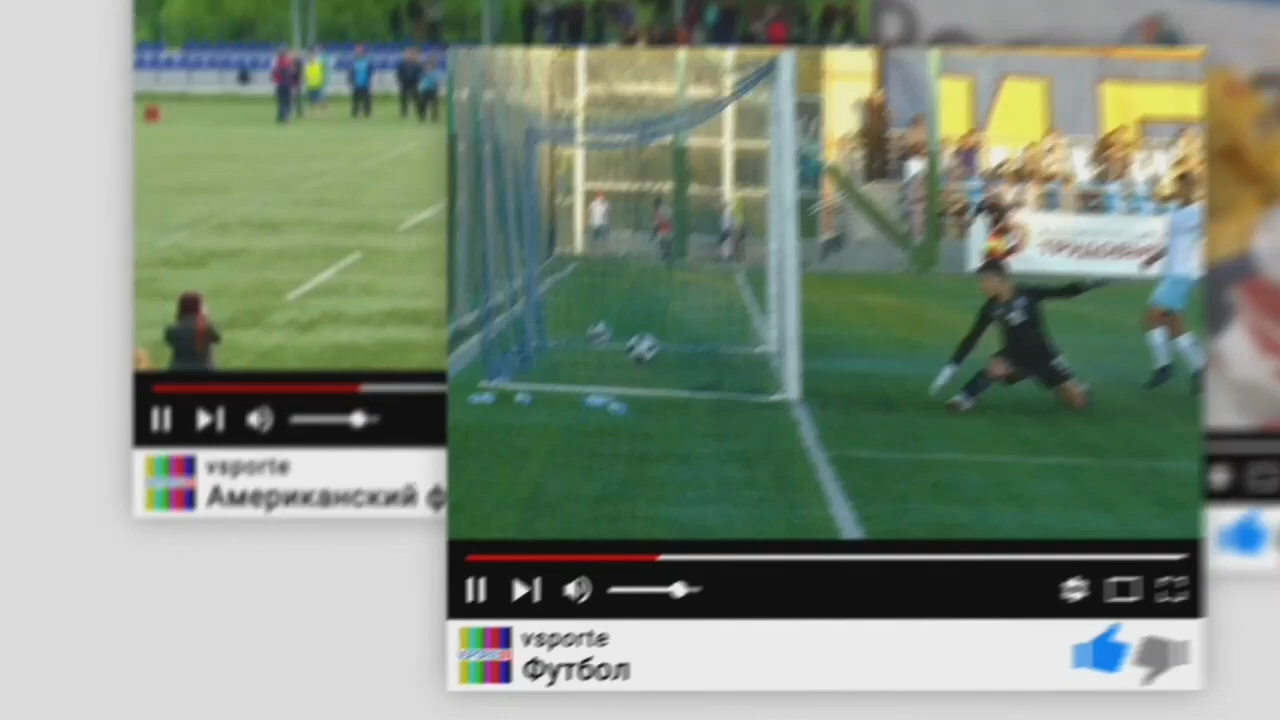 vsporte
Американский ф
vsporte
Футбол